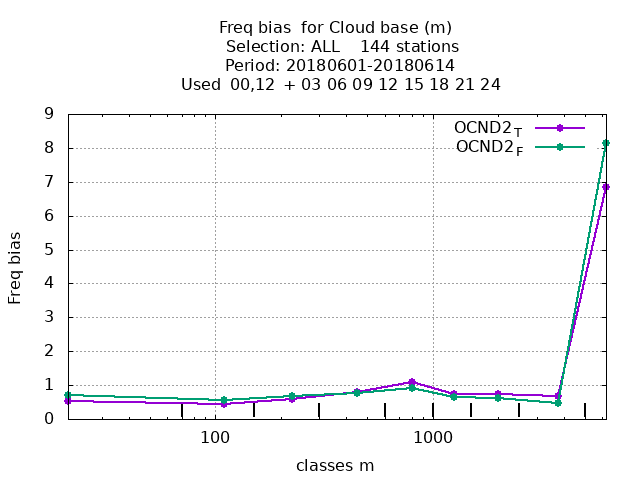 Freq bias  for Cloud base (m)
Selection: ALL    144 stations
Period: 20180601-20180614
Used  00,12  + 03 06 09 12 15 18 21 24
OCND2_T
OCND2_F
9
8
7
6
5
4
3
2
1
0
Freq bias
100 1000
classes m